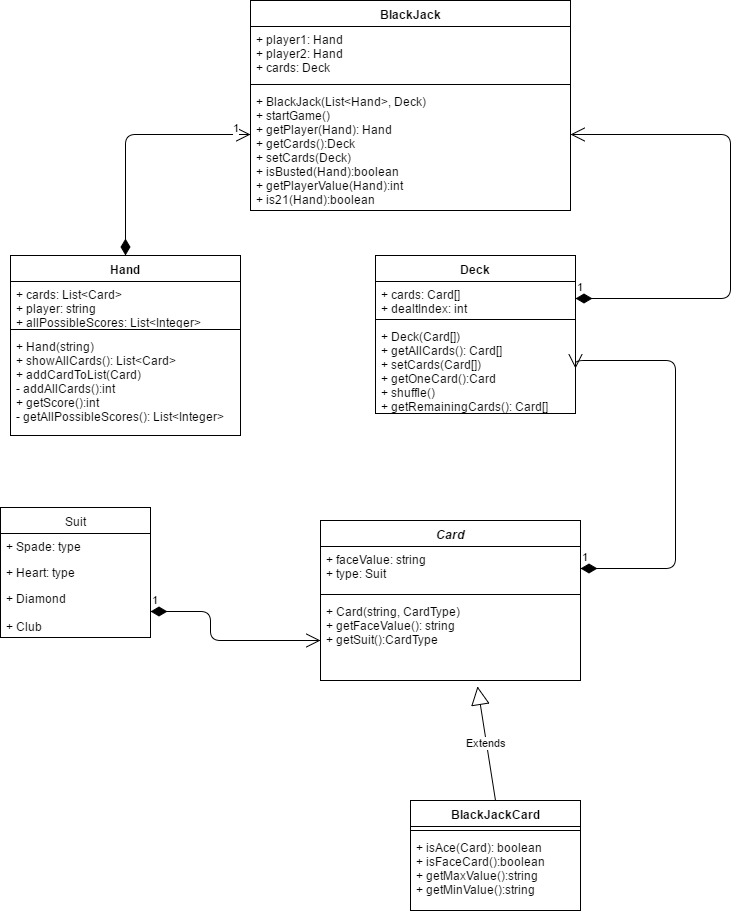 BlackJack
+ player1: Hand
+ player2: Hand
+ cards: Deck
+ BlackJack(List<Hand>, Deck)
+ startGame()
+ getPlayer(Hand): Hand
+ getCards():Deck
+ setCards(Deck)
+ isBusted(Hand):boolean
+ getPlayerValue(Hand):int
+ is21(Hand):boolean
1
Hand
+ cards: List<Card>
+ player: string
+ allPossibleScores: List<Integer>
+ Hand(string)
+ showAllCards(): List<Card>
+ addCardToList(Card)
- addAllCards():int
+ getScore():int
- getAllPossibleScores(): List<Integer>
Deck
+ cards: Card[]
+ dealtIndex: int
+ Deck(Card[])
+ getAllCards(): Card[]
+ setCards(Card[])
+ getOneCard():Card
+ shuffle()
+ getRemainingCards(): Card[]
1
Suit
+ Spade: type
+ Heart: type
+ Diamond
+ Club
1
Card
+ faceValue: string
+ type: Suit
+ Card(string, CardType)
+ getFaceValue(): string
+ getSuit():CardType
1
Extends
BlackJackCard
+ isAce(Card): boolean
+ isFaceCard():boolean
+ getMaxValue():string
+ getMinValue():string